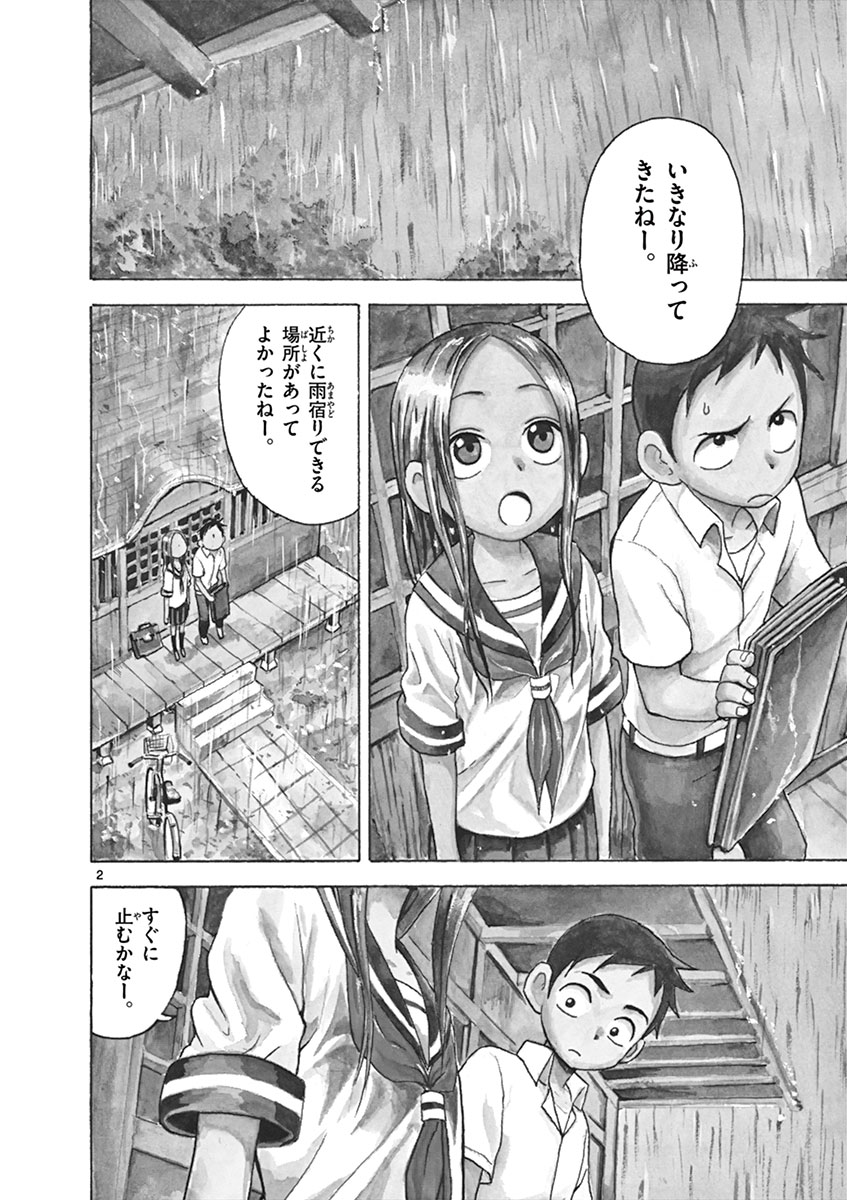 いきなり降って
きたねー。
近くに雨宿りできる
場所があって
よかったねー。
2
すぐに
止むかなー。